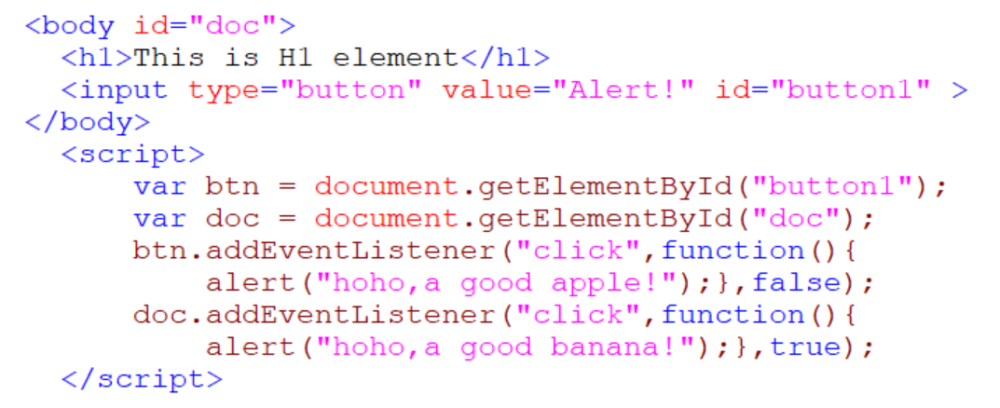 <body id="doc">
<h1>This is H1 element</h1>
<input type="button" value="Alert!" id="button1" >
</body>
<script>
var btn = document.getElementById("button1");
var doc = document.getElementById("doc");
btn.addEventListener("click",function(){
alert("hoho,a good apple!");},false);
doc.addEventListener("click",function(){
alert("hoho,a good banana!");},true);
</script>